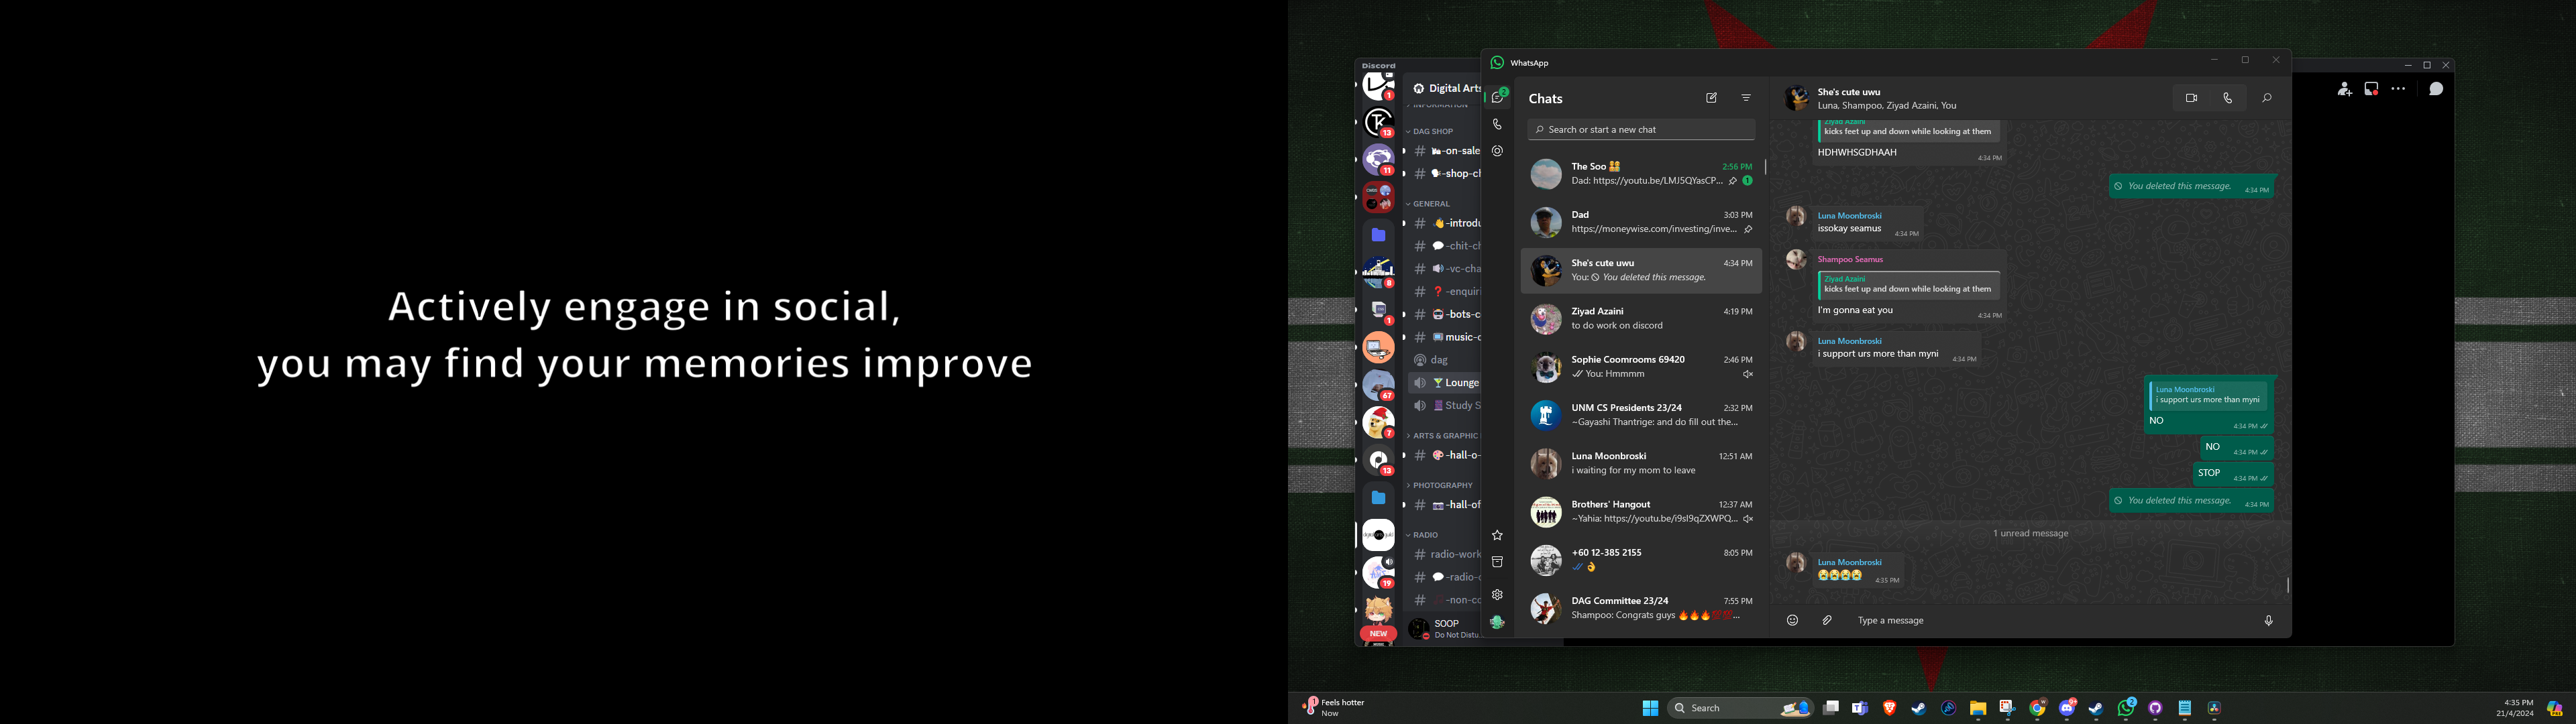 Actively engage in social,
you may find your memories improve
Discord
1
13
11
8
1
67
7
13
19
NEW
Digital Arts
INFORMATION
DAG SHOP
-on-sale
-shop-ch
GENERAL
-introdu
-chit-ch
-vc-cha
-enquiri
-bots-c
-music-c
dag
Lounge
Study S
ARTS & GRAPHIC
-hall-o-
PHOTOGRAPHY
-hall-of
RADIO
radio-work
-radio-c
-non-co
SOOP
Do Not Distu...
WhatsApp
2
Chats
Search or start a new chat
The Soo 👯 2:56 PM
Dad: https://youtu.be/LMJ5QYasCP... 1
Dad 3:03 PM
https://moneywise.com/investing/inve...
She's cute uwu 4:34 PM
You: 🚫 You deleted this message.
Ziyad Azaini 4:19 PM
to do work on discord
Sophie Coomrooms 69420 2:46 PM
You: Hmmmm
UNM CS Presidents 23/24 2:32 PM
~Gayashi Thantrige: and do fill out the...
Luna Moonbroski 12:51 AM
i waiting for my mom to leave
Brothers' Hangout 12:37 AM
~Yahia: https://youtu.be/i9sI9qZXWPQ...
+60 12-385 2155 8:05 PM
👌
DAG Committee 23/24 7:55 PM
Shampoo: Congrats guys 🔥🔥🔥💯💯...
She's cute uwu
Luna, Shampoo, Ziyad Azaini, You
Ziyad Azaini
kicks feet up and down while looking at them
HDHWHSGDHAAH
4:34 PM
You deleted this message. 4:34 PM
Luna Moonbroski
issokay seamus 4:34 PM
Shampoo Seamus
Ziyad Azaini
kicks feet up and down while looking at them
I'm gonna eat you
4:34 PM
Luna Moonbroski
i support urs more than myni 4:34 PM
Luna Moonbroski
i support urs more than myni
NO
4:34 PM
NO
4:34 PM
STOP
4:34 PM
You deleted this message. 4:34 PM
1 unread message
Luna Moonbroski
😭😭😭😭 4:35 PM
Type a message
Feels hotter
Now
Search
2
4:35 PM
21/4/2024